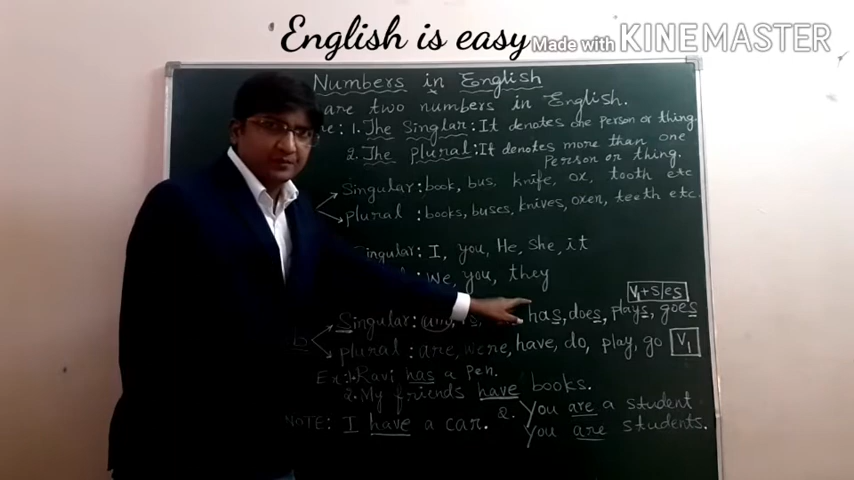 English is easy
Made with KINEMASTER
Numbers in English
are two numbers in English.
1. The Singlar: It denotes one person or thing.
2. The plural: It denotes more than one
Person or thing.
Singular: book, bus, knife, ox, tooth etc
plural : books, buses, knives, oxen, teeth etc.
Singular: I, you, He, She, it
We, you, they
V1+s/es
Singular: am, has, does, plays, goes
plural : are, were, have, do, play, go V1
Ex: 1. Ravi has a pen.
2. My friends have books.
NOTE: I have a car. 2. You are a student
You are students.